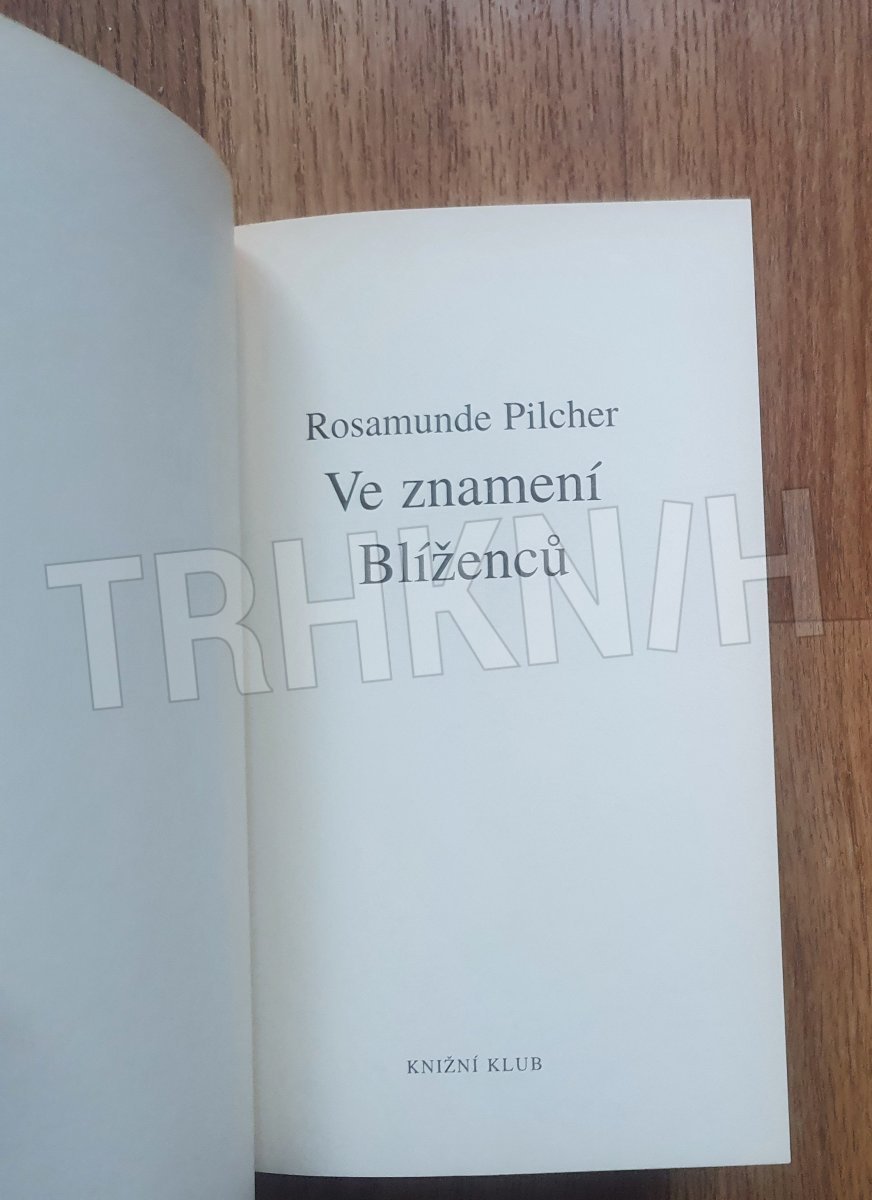 Rosamunde Pilcher
Ve znamení
Blíženců
TRHKNIH
KNIŽNÍ KLUB